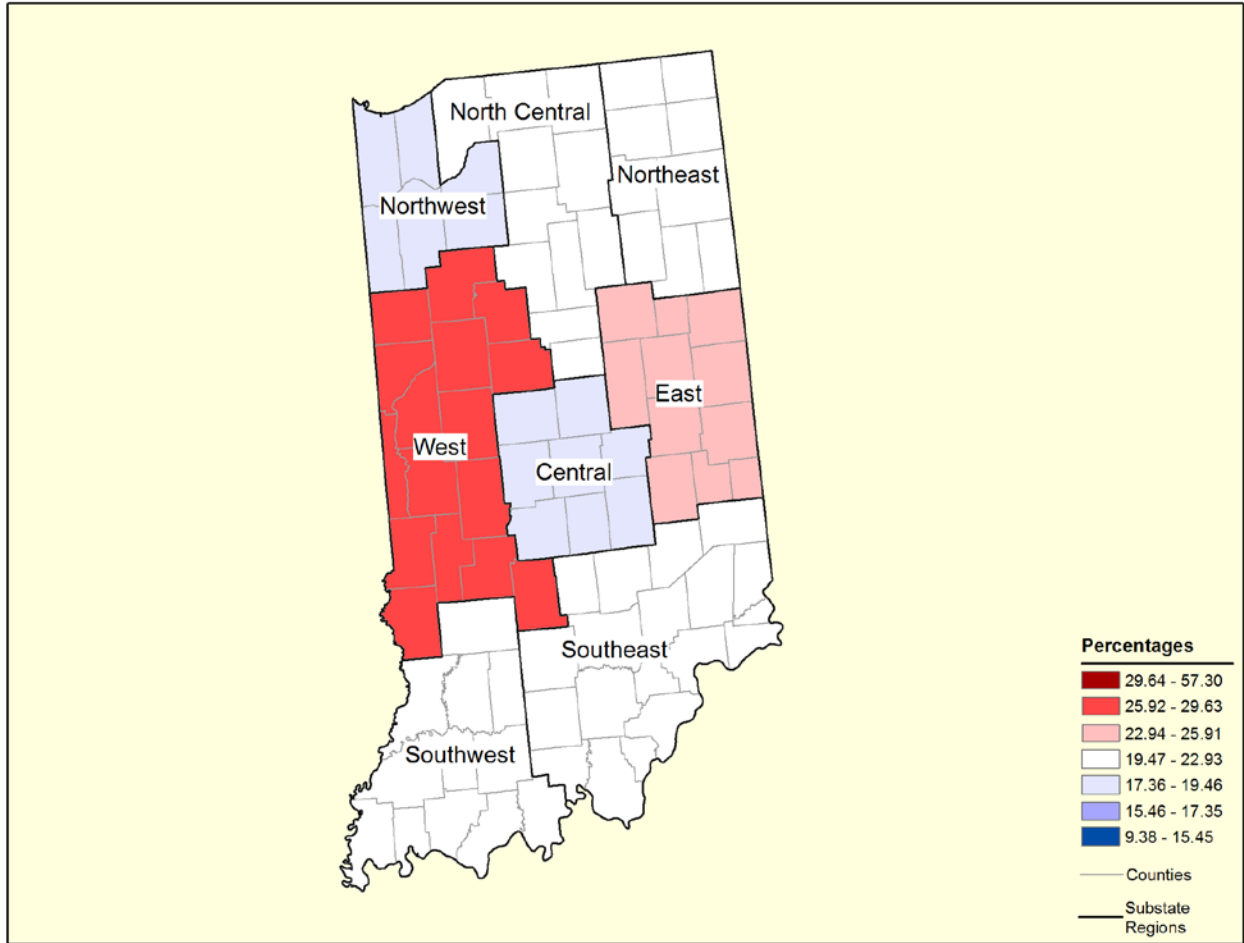 North Central
Northeast
Northwest
East
West
Central
Southeast
Southwest
Percentages
29.64 - 57.30
25.92 - 29.63
22.94 - 25.91
19.47 - 22.93
17.36 - 19.46
15.46 - 17.35
9.38 - 15.45
Counties
Substate
Regions